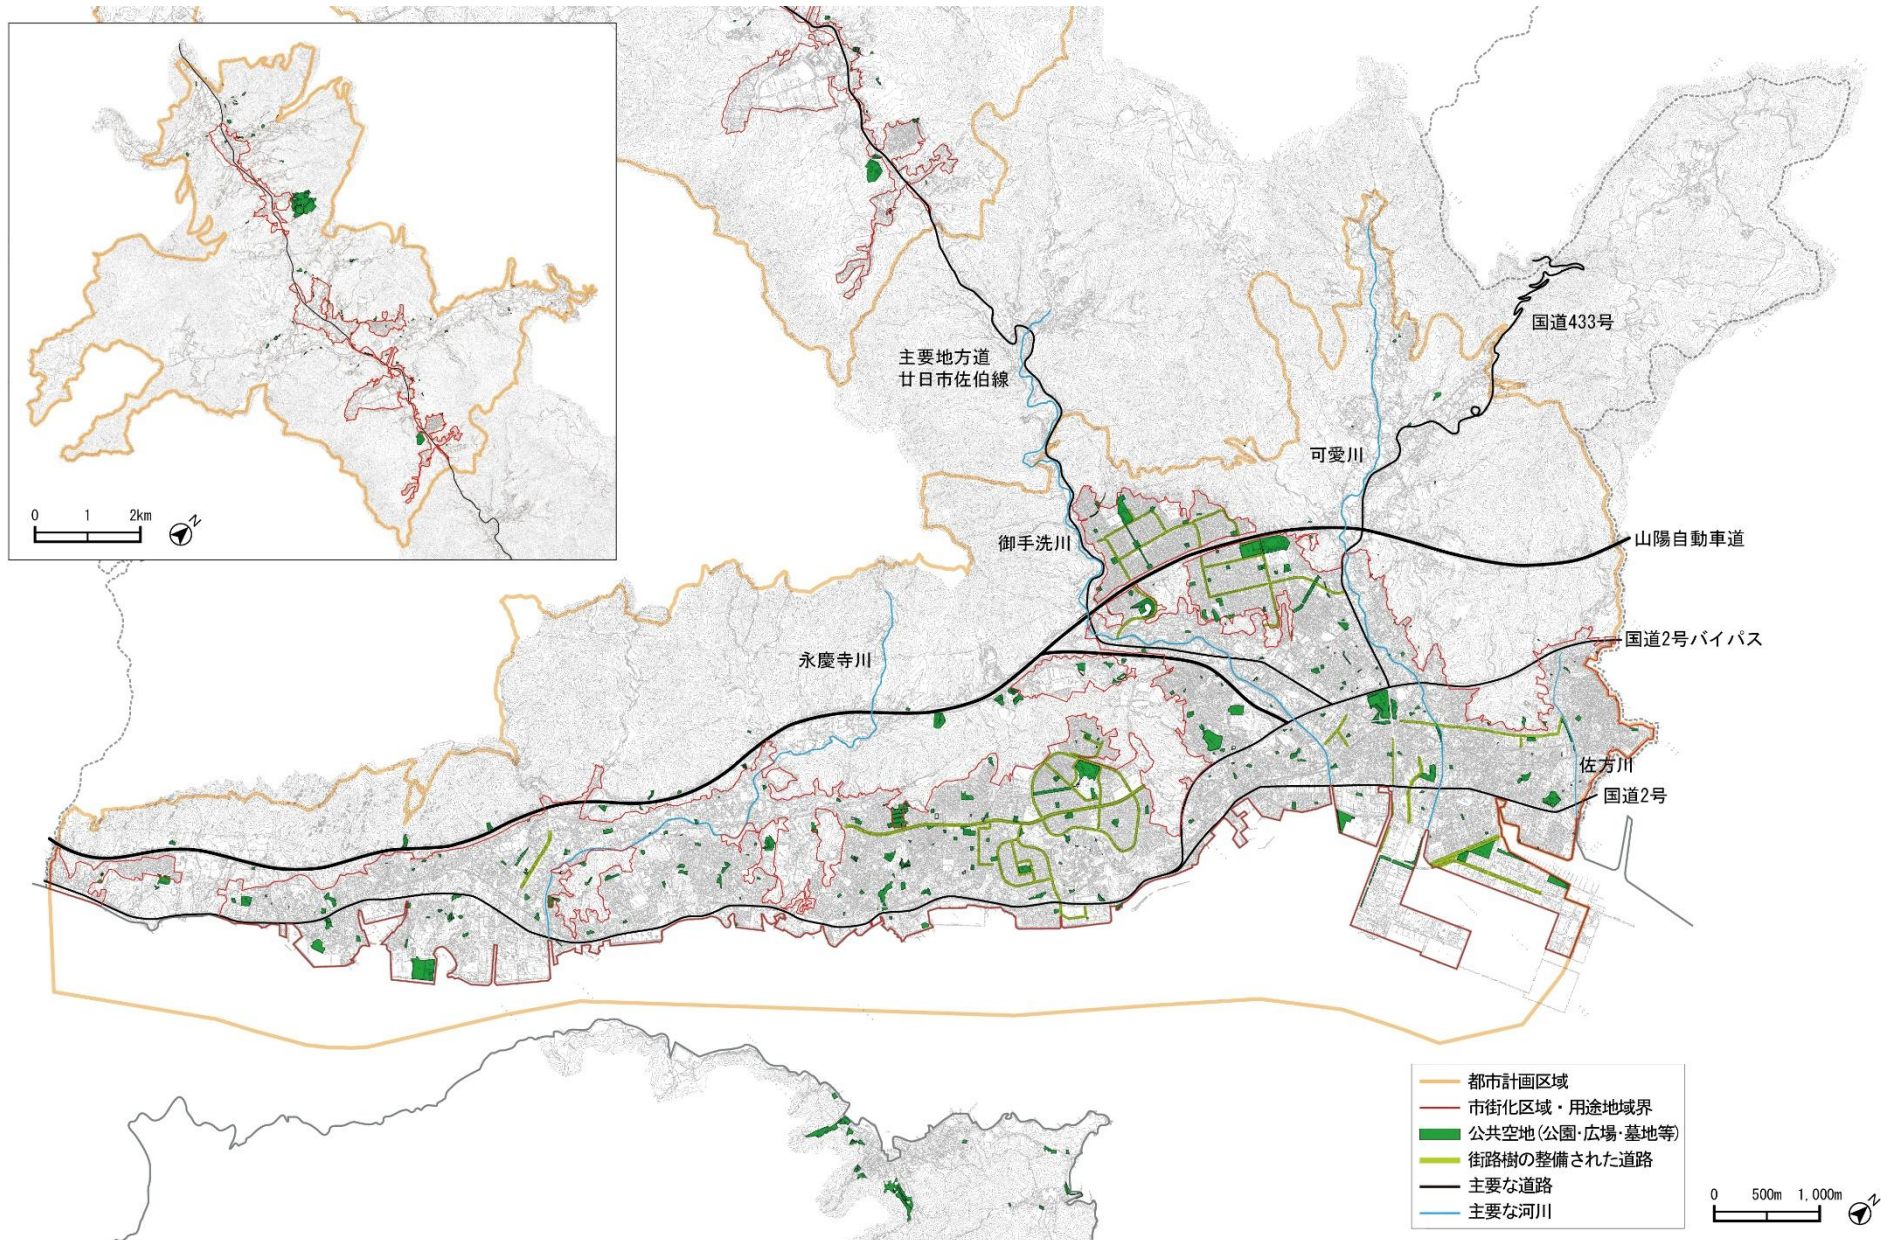 0 1 2km
N
国道433号
主要地方道
廿日市佐伯線
可愛川
御手洗川
山陽自動車道
国道2号バイパス
永慶寺川
佐方川
国道2号
都市計画区域
市街化区域・用途地域界
公共空地(公園・広場・墓地等)
街路樹の整備された道路
主要な道路
主要な河川
0 500m 1,000m
N